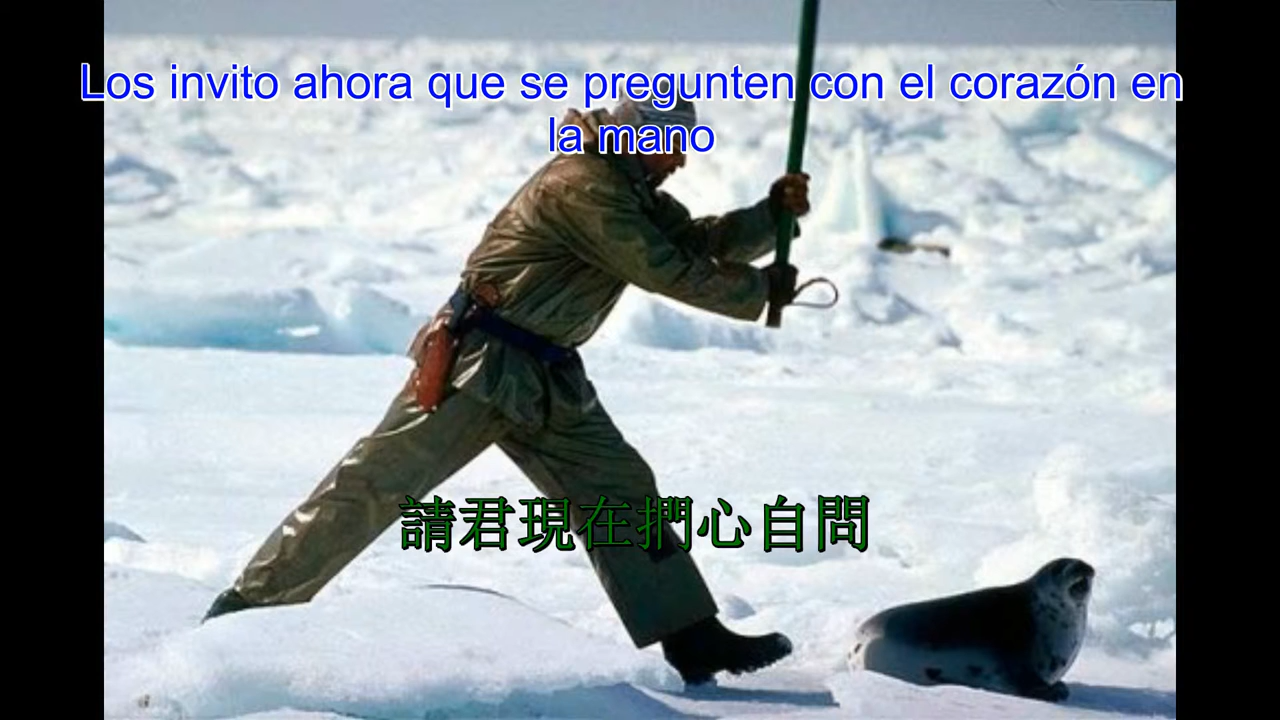 Los invito ahora que se pregunten con el corazón en
la mano
請君現在捫心自問